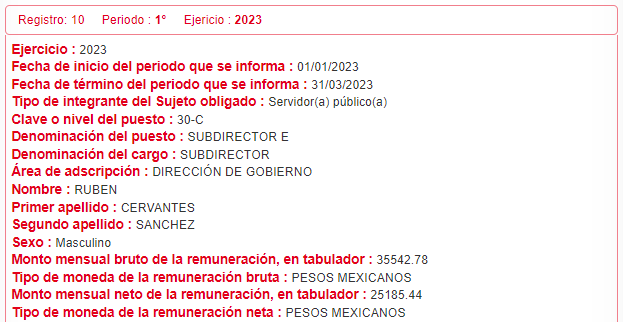 Registro: 10 Periodo : 1° Ejericio : 2023
Ejercicio : 2023
Fecha de inicio del periodo que se informa : 01/01/2023
Fecha de término del periodo que se informa : 31/03/2023
Tipo de integrante del Sujeto obligado : Servidor(a) público(a)
Clave o nivel del puesto : 30-C
Denominación del puesto : SUBDIRECTOR E
Denominación del cargo : SUBDIRECTOR
Área de adscripción : DIRECCIÓN DE GOBIERNO
Nombre : RUBEN
Primer apellido : CERVANTES
Segundo apellido : SANCHEZ
Sexo : Masculino
Monto mensual bruto de la remuneración, en tabulador : 35542.78
Tipo de moneda de la remuneración bruta : PESOS MEXICANOS
Monto mensual neto de la remuneración, en tabulador : 25185.44
Tipo de moneda de la remuneración neta : PESOS MEXICANOS